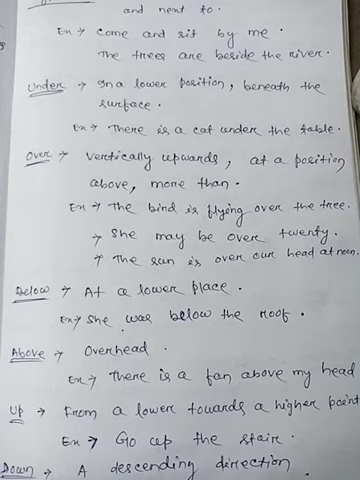 and next to.
Ex → Come and sit by me.
The trees are beside the river.
Under → In a lower position, beneath the
surface.
Ex → There is a cat under the table.
Over → Vertically upwards, at a position
above, more than.
Ex → The bird is flying over the tree.
→ She may be over twenty.
→ The sun is over our head at noon.
Below → At a lower place.
Ex → She was below the roof.
Above → Overhead.
Ex → There is a fan above my head
Up → From a lower towards a higher point
Ex → Go up the stair.
Down → A descending direction.